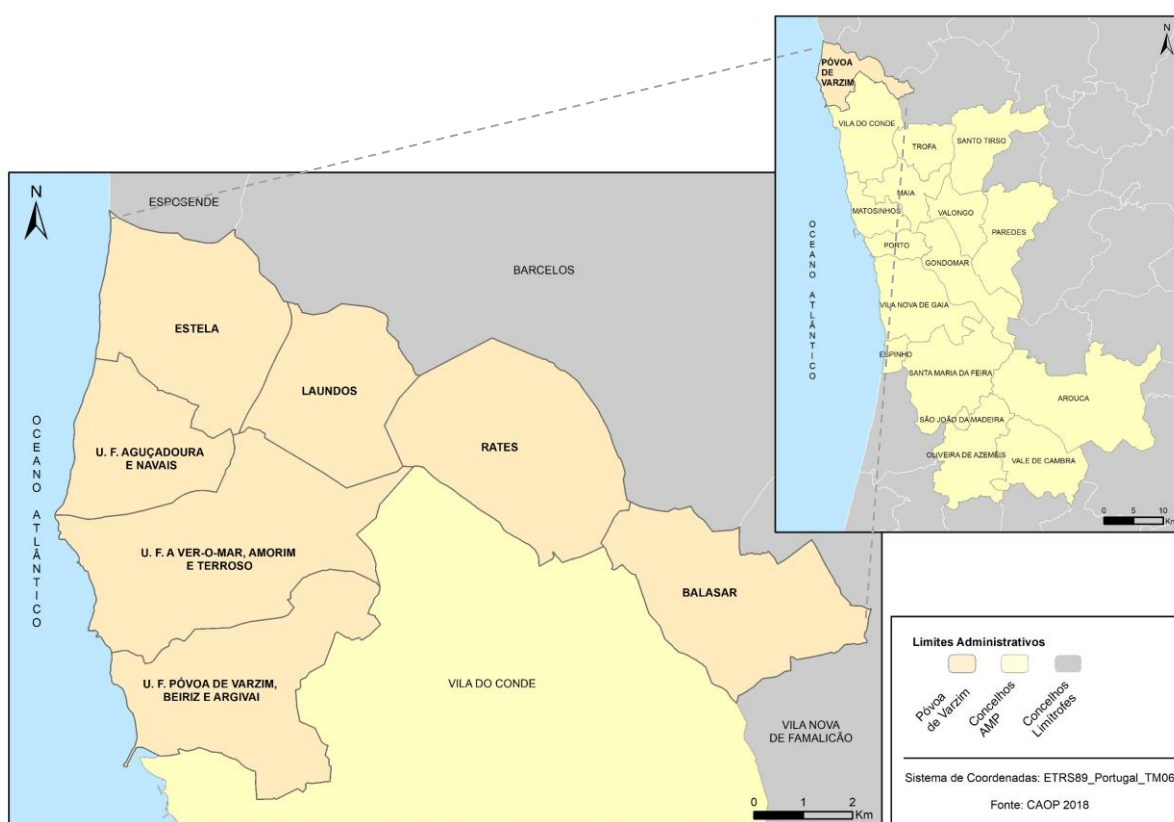 N
ESPOSENDE
BARCELOS
ESTELA
LAUNDOS
RATES
U. F. AGUÇADOURA
E NAVAIS
OCEANO ATLÂNTICO
U. F. A VER-O-MAR, AMORIM
E TERROSO
BALASAR
U. F. PÓVOA DE VARZIM,
BEIRIZ E ARGIVAI
VILA DO CONDE
VILA NOVA
DE FAMALICÃO
0 1 2
Km
N
PÓVOA
DE
VARZIM
VILA DO CONDE
TROFA
SANTO TIRSO
MAIA
MATOSINHOS
VALONGO
PAREDES
PORTO
GONDOMAR
OCEANO ATLÂNTICO
VILA NOVA DE GAIA
ESPINHO
SANTA MARIA DA FEIRA
AROUCA
SÃO JOÃO DA MADEIRA
OLIVEIRA DE AZEMÉIS
VALE DE CAMBRA
0 5 10
Km
Limites Administrativos
Póvoa
de Varzim
Concelhos
AMP
Concelhos
Limítrofes
Sistema de Coordenadas: ETRS89_Portugal_TM06
Fonte: CAOP 2018